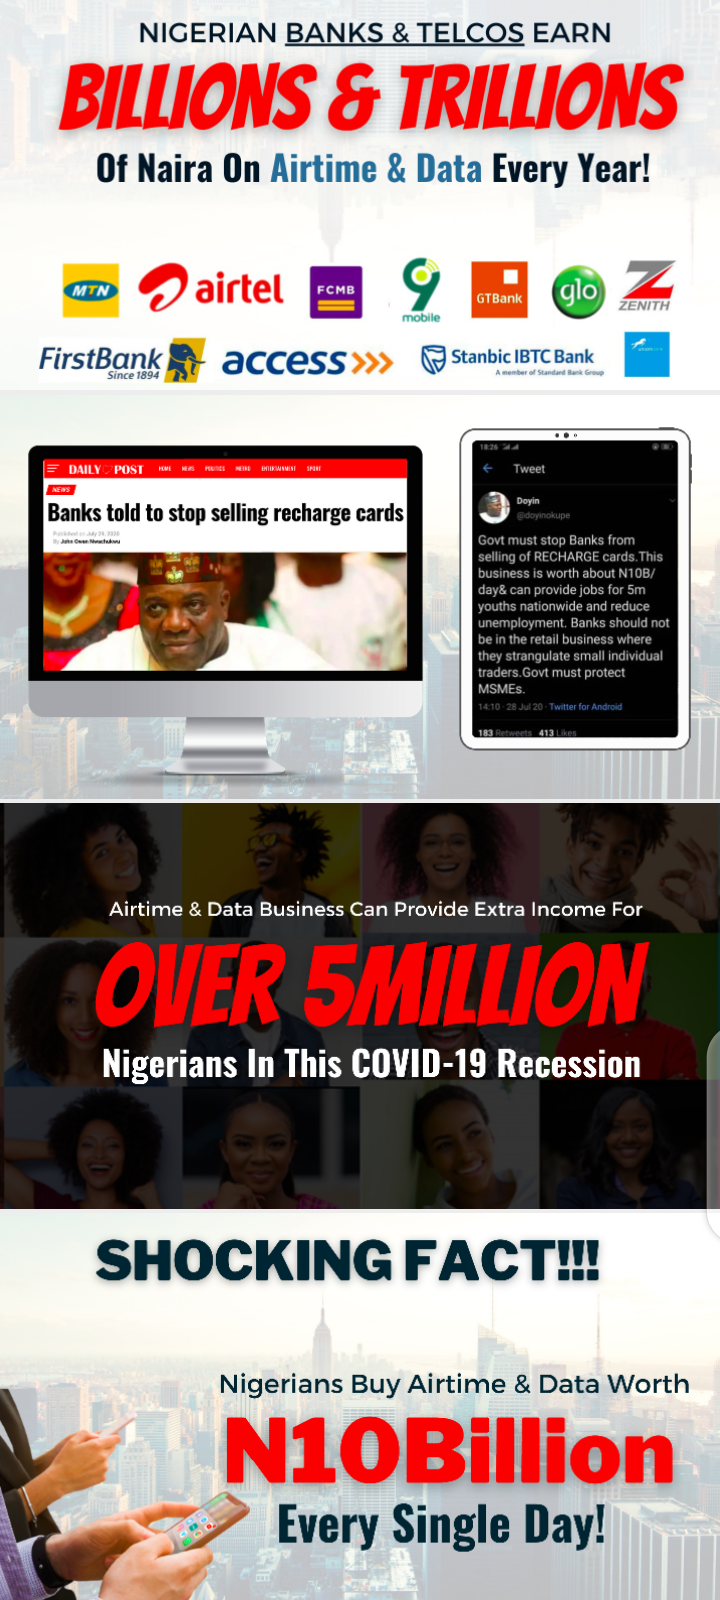 NIGERIAN BANKS & TELCOS EARN
BILLIONS & TRILLIONS
Of Naira On Airtime & Data Every Year!
MTN
airtel
FCMB
9
mobile
GTBank
glo
ZENITH
FirstBank
Since 1894
access
Stanbic IBTC Bank
A member of Standard Bank Group
DAILY POST
HOME NEWS POLITICS METRO ENTERTAINMENT SPORT
NEWS
Banks told to stop selling recharge cards
Published on July 29, 2020
By John Owen Nwachukwu
18:26
Tweet
Doyin
@doyinokupe
Govt must stop Banks from
selling of RECHARGE cards.This
business is worth about N10B/
day& can provide jobs for 5m
youths nationwide and reduce
unemployment. Banks should not
be in the retail business where
they strangulate small individual
traders.Govt must protect
MSMEs.
14:10 · 28 Jul 20 · Twitter for Android
183 Retweets 413 Likes
Airtime & Data Business Can Provide Extra Income For
OVER 5MILLION
Nigerians In This COVID-19 Recession
SHOCKING FACT!!!
Nigerians Buy Airtime & Data Worth
N10Billion
Every Single Day!